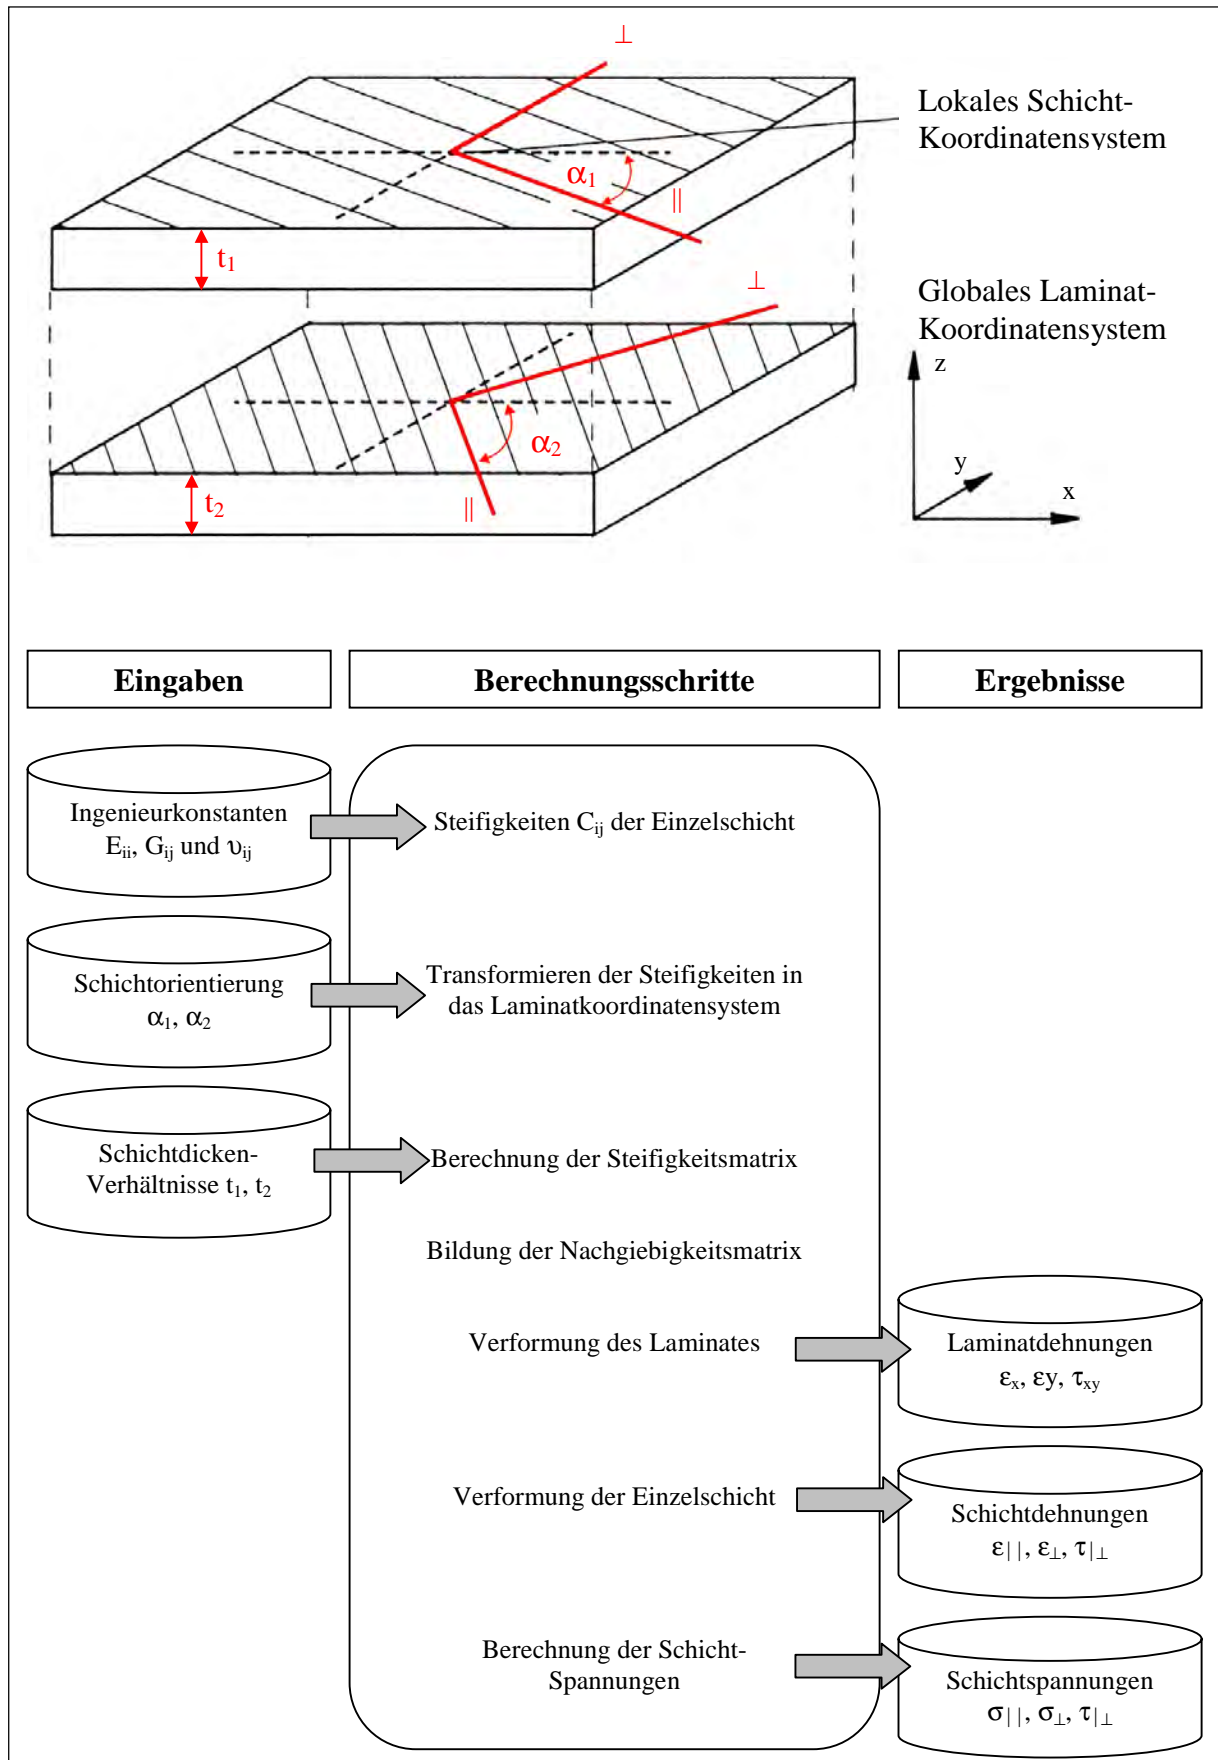 ⊥
Lokales Schicht-
Koordinatensystem
α₁
||
t₁
⊥
Globales Laminat-
Koordinatensystem
z
α₂
y
x
t₂
||
Eingaben
Berechnungsschritte
Ergebnisse
Ingenieurkonstanten
Eᵢᵢ, Gᵢⱼ und υᵢⱼ
Steifigkeiten Cᵢⱼ der Einzelschicht
Schichtorientierung
α₁, α₂
Transformieren der Steifigkeiten in
das Laminatkoordinatensystem
Schichtdicken-
Verhältnisse t₁, t₂
Berechnung der Steifigkeitsmatrix
Bildung der Nachgiebigkeitsmatrix
Verformung des Laminates
Laminatdehnungen
εₓ, εy, τxy
Verformung der Einzelschicht
Schichtdehnungen
ε||, ε⊥, τ|⊥
Berechnung der Schicht-
Spannungen
Schichtspannungen
σ||, σ⊥, τ|⊥